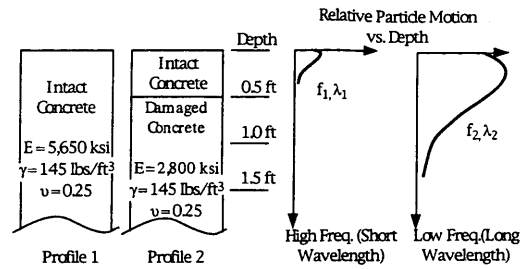 Relative Particle Motion
vs. Depth
Depth
Intact
Concrete
0.5 ft
Damaged
Concrete
1.0 ft
1.5 ft
Intact
Concrete
E = 5,650 ksi
γ= 145 lbs/ft³
υ = 0.25
E = 2,800 ksi
γ= 145 lbs/ft³
υ = 0.25
f₁, λ₁
f₂, λ₂
Profile 1
Profile 2
High Freq. (Short
Wavelength)
Low Freq.(Long
Wavelength)